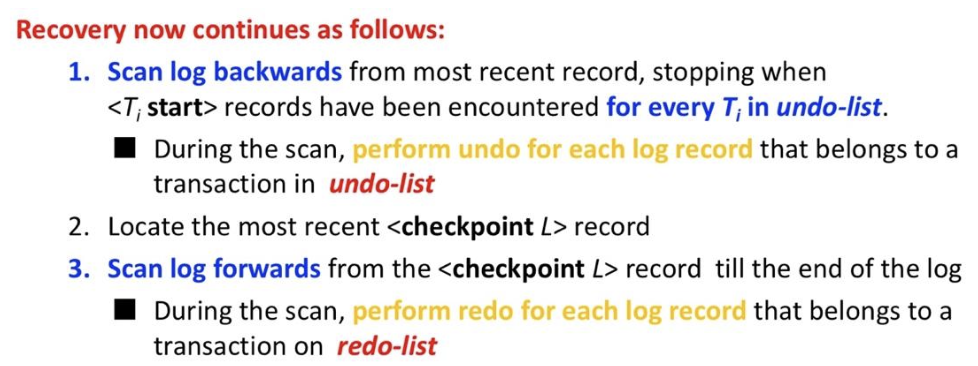 Recovery now continues as follows:
1. Scan log backwards from most recent record, stopping when
<Ti start> records have been encountered for every Ti in undo-list.
■ During the scan, perform undo for each log record that belongs to a
transaction in undo-list
2. Locate the most recent <checkpoint L> record
3. Scan log forwards from the <checkpoint L> record till the end of the log
■ During the scan, perform redo for each log record that belongs to a
transaction on redo-list